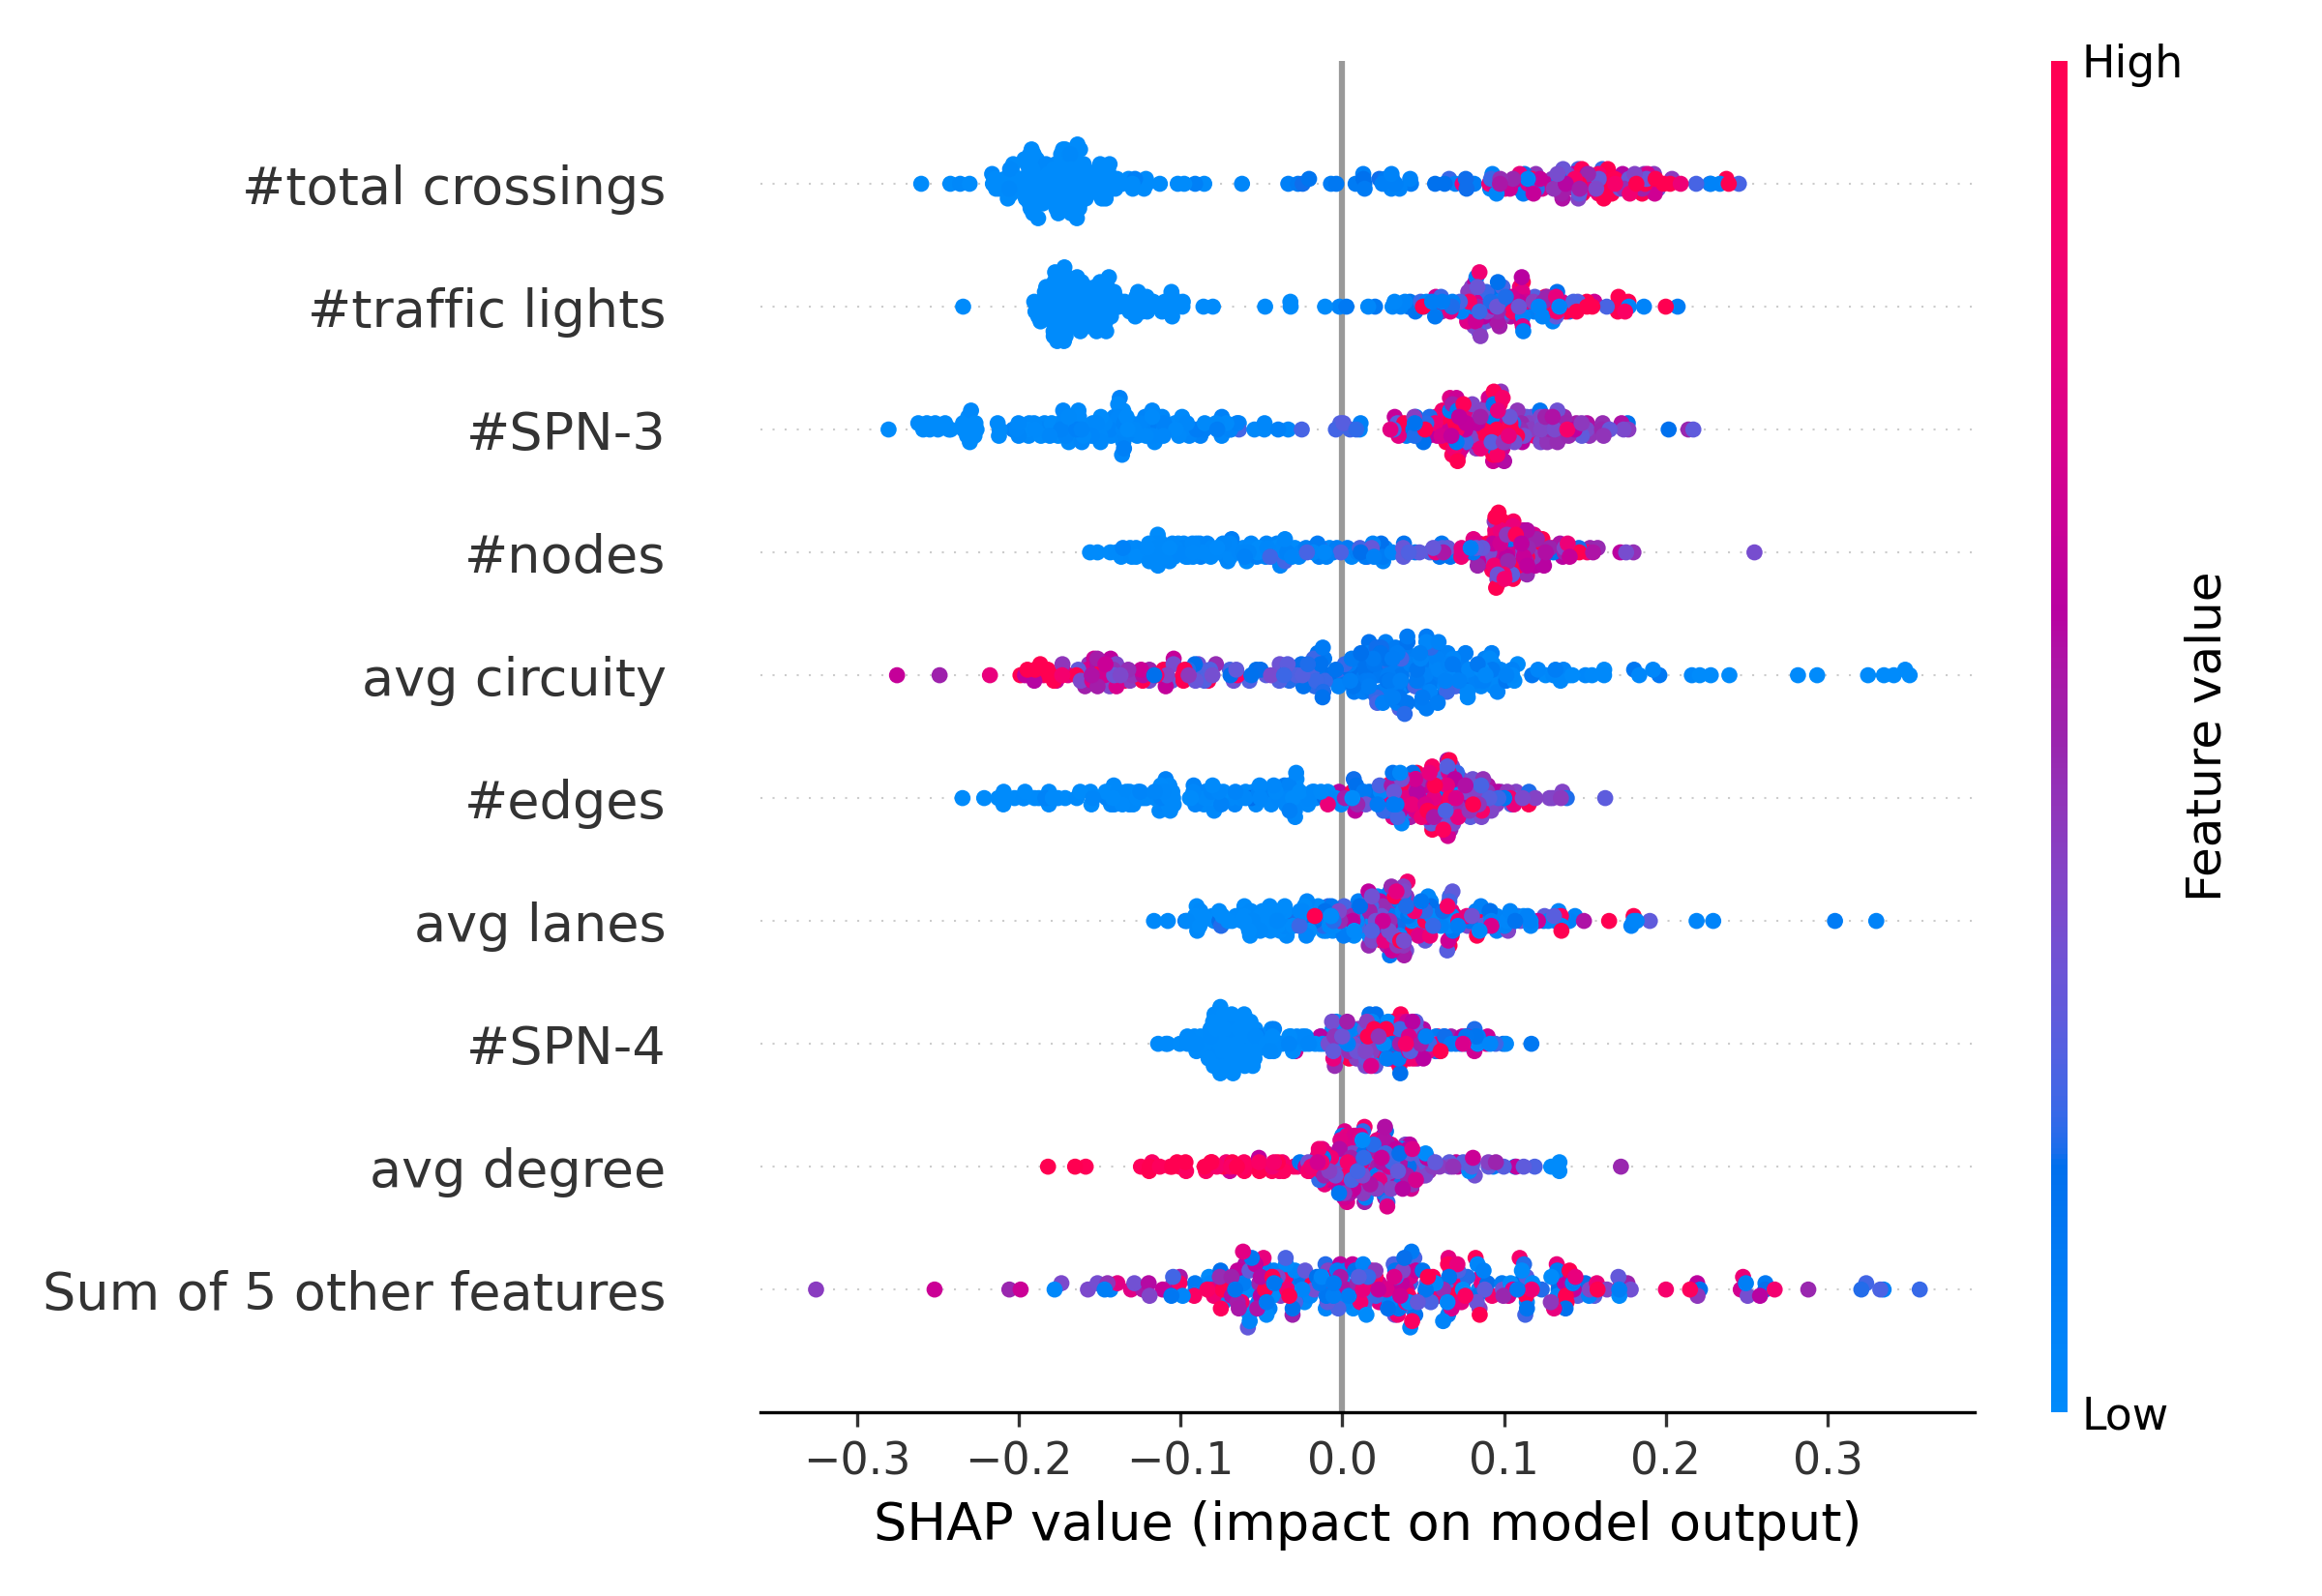 High
#total crossings
#traffic lights
#SPN-3
#nodes
avg circuity
#edges
avg lanes
#SPN-4
avg degree
Sum of 5 other features
Feature value
Low
−0.3 −0.2 −0.1 0.0 0.1 0.2 0.3
SHAP value (impact on model output)